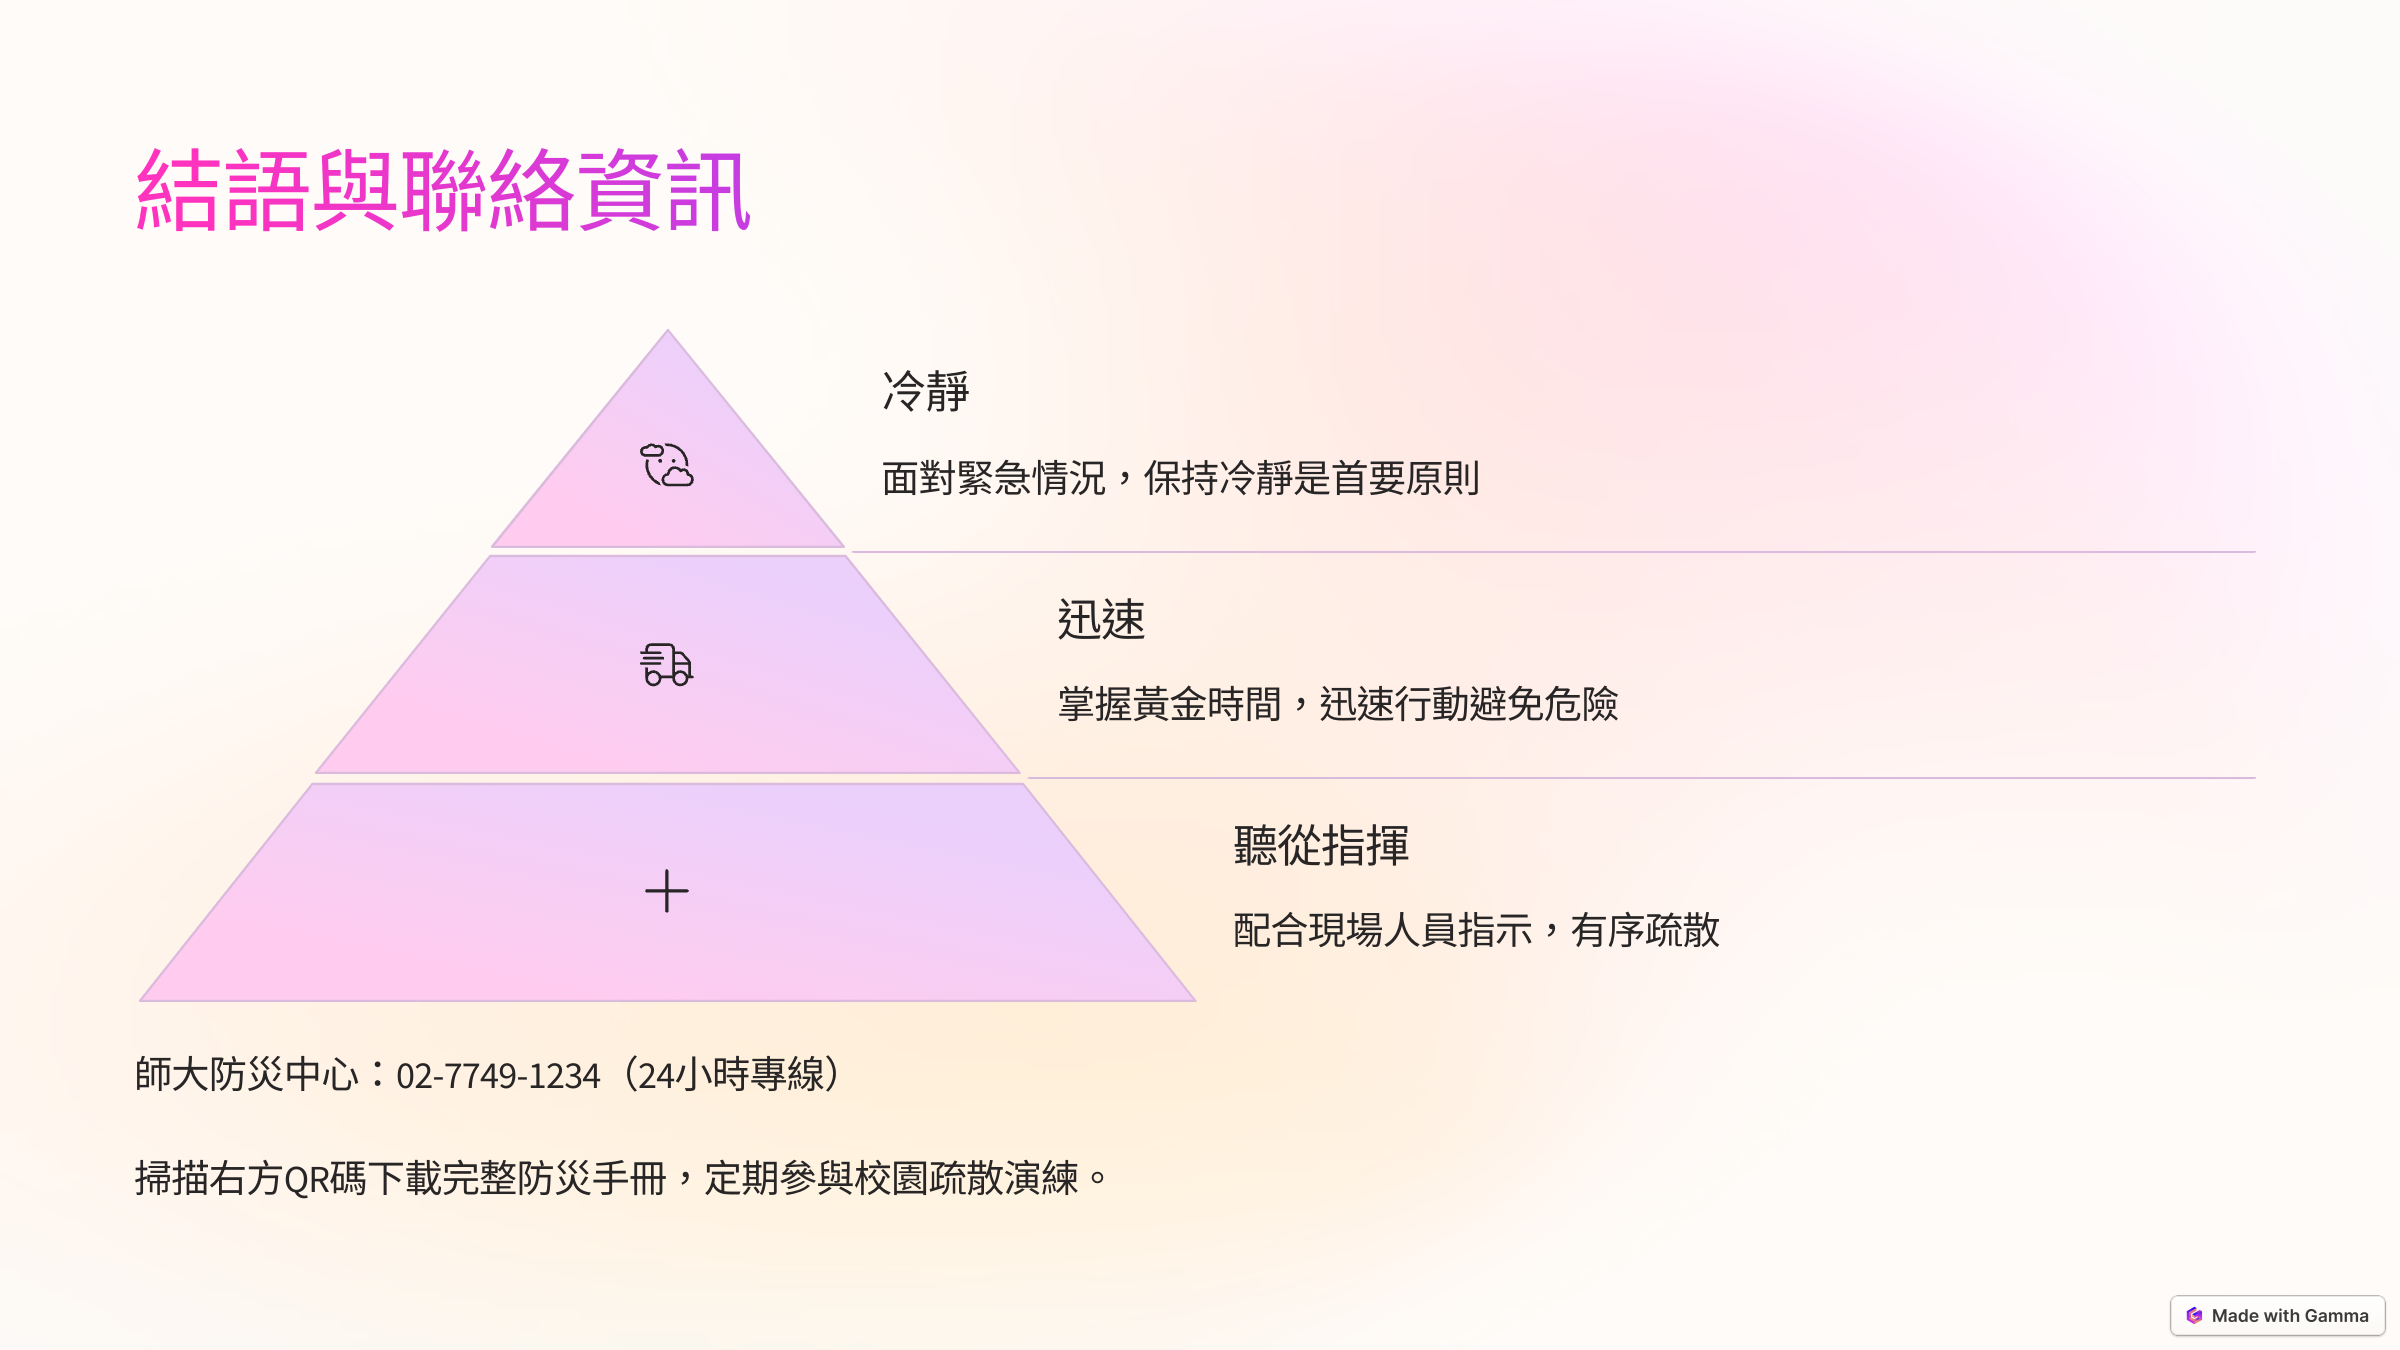 結語與聯絡資訊
冷靜
面對緊急情況，保持冷靜是首要原則
迅速
掌握黃金時間，迅速行動避免危險
聽從指揮
配合現場人員指示，有序疏散
師大防災中心：02-7749-1234（24小時專線）
掃描右方QR碼下載完整防災手冊，定期參與校園疏散演練。
Made with Gamma